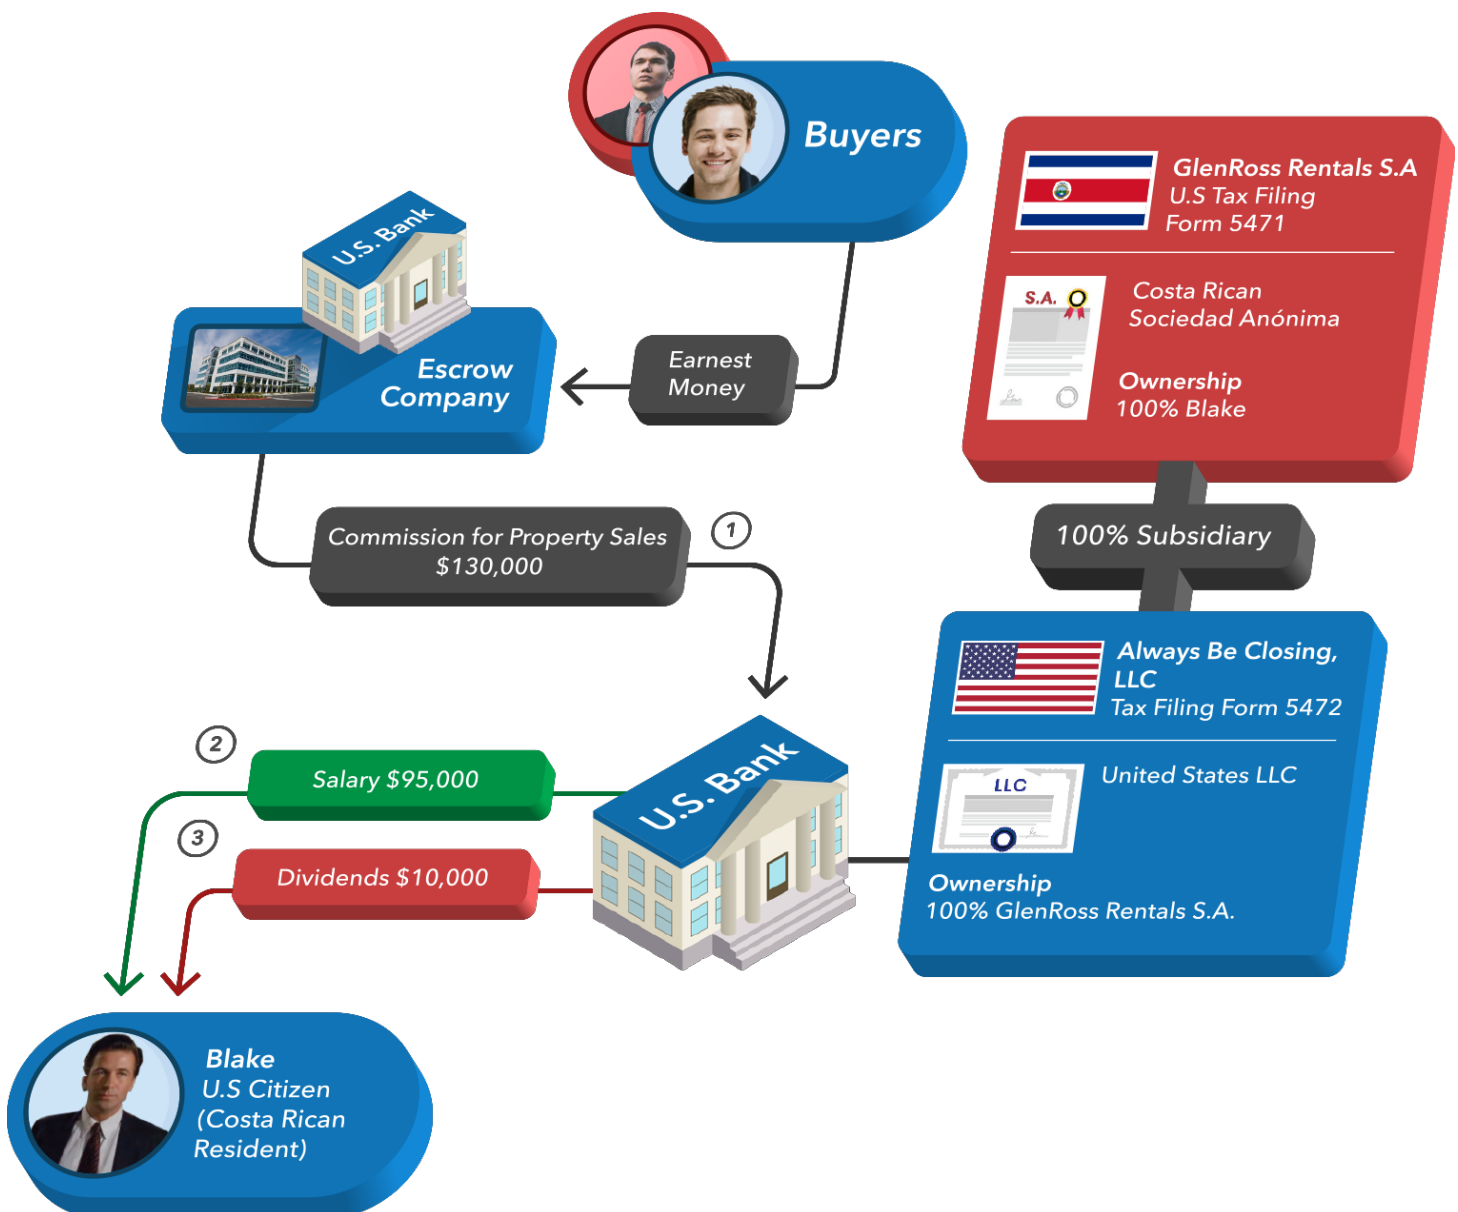 Buyers
GlenRoss Rentals S.A
U.S Tax Filing
Form 5471
S.A.
Costa Rican
Sociedad Anónima
Ownership
100% Blake
U.S. Bank
Escrow
Company
Earnest
Money
Commission for Property Sales
$130,000
1
100% Subsidiary
Always Be Closing,
LLC
Tax Filing Form 5472
LLC
United States LLC
Ownership
100% GlenRoss Rentals S.A.
U.S. Bank
2
Salary $95,000
3
Dividends $10,000
Blake
U.S Citizen
(Costa Rican
Resident)